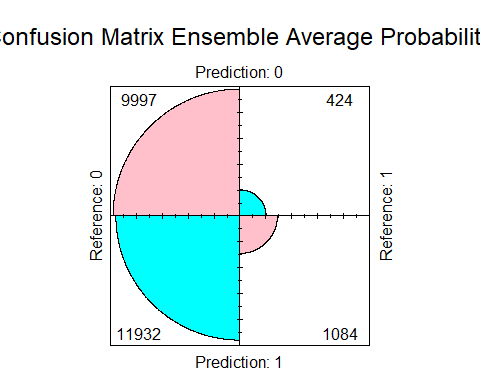 onfusion Matrix Ensemble Average Probabilit
Prediction: 0
9997
424
Reference: 0
Reference: 1
11932
1084
Prediction: 1